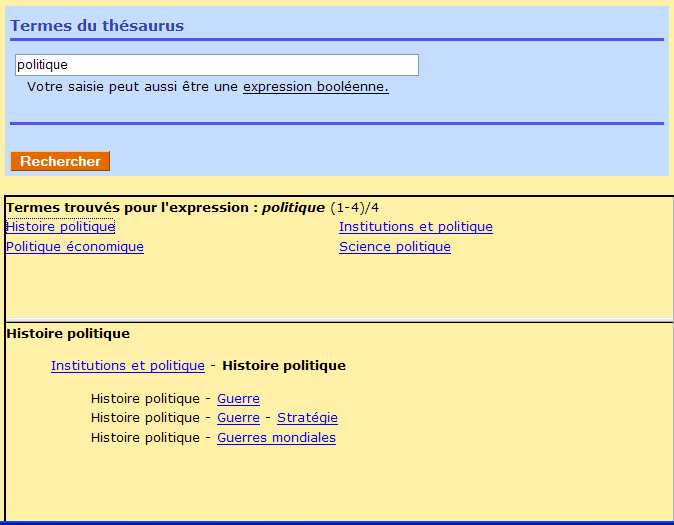 Termes du thésaurus
politique
Votre saisie peut aussi être une expression booléenne.
Rechercher
Termes trouvés pour l'expression : politique (1-4)/4
Histoire politique Institutions et politique
Politique économique Science politique
Histoire politique
Institutions et politique - Histoire politique
Histoire politique - Guerre
Histoire politique - Guerre - Stratégie
Histoire politique - Guerres mondiales